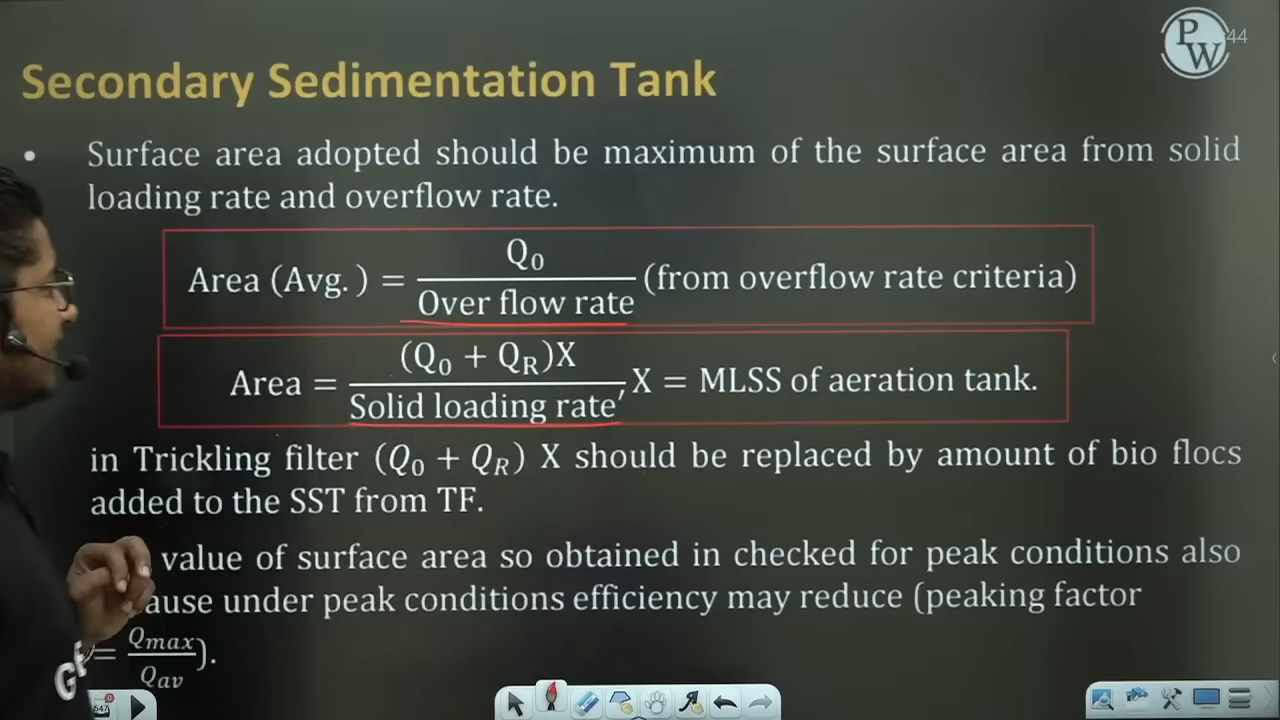 PW 44
Secondary Sedimentation Tank
• Surface area adopted should be maximum of the surface area from solid
loading rate and overflow rate.
Area (Avg. ) = Q₀ / Over flow rate (from overflow rate criteria)
Area = (Q₀ + Q_R)X / Solid loading rate, X = MLSS of aeration tank.
in Trickling filter (Q₀ + Q_R) X should be replaced by amount of bio flocs
added to the SST from TF.
value of surface area so obtained in checked for peak conditions also
ause under peak conditions efficiency may reduce (peaking factor
= Qmax / Qav).